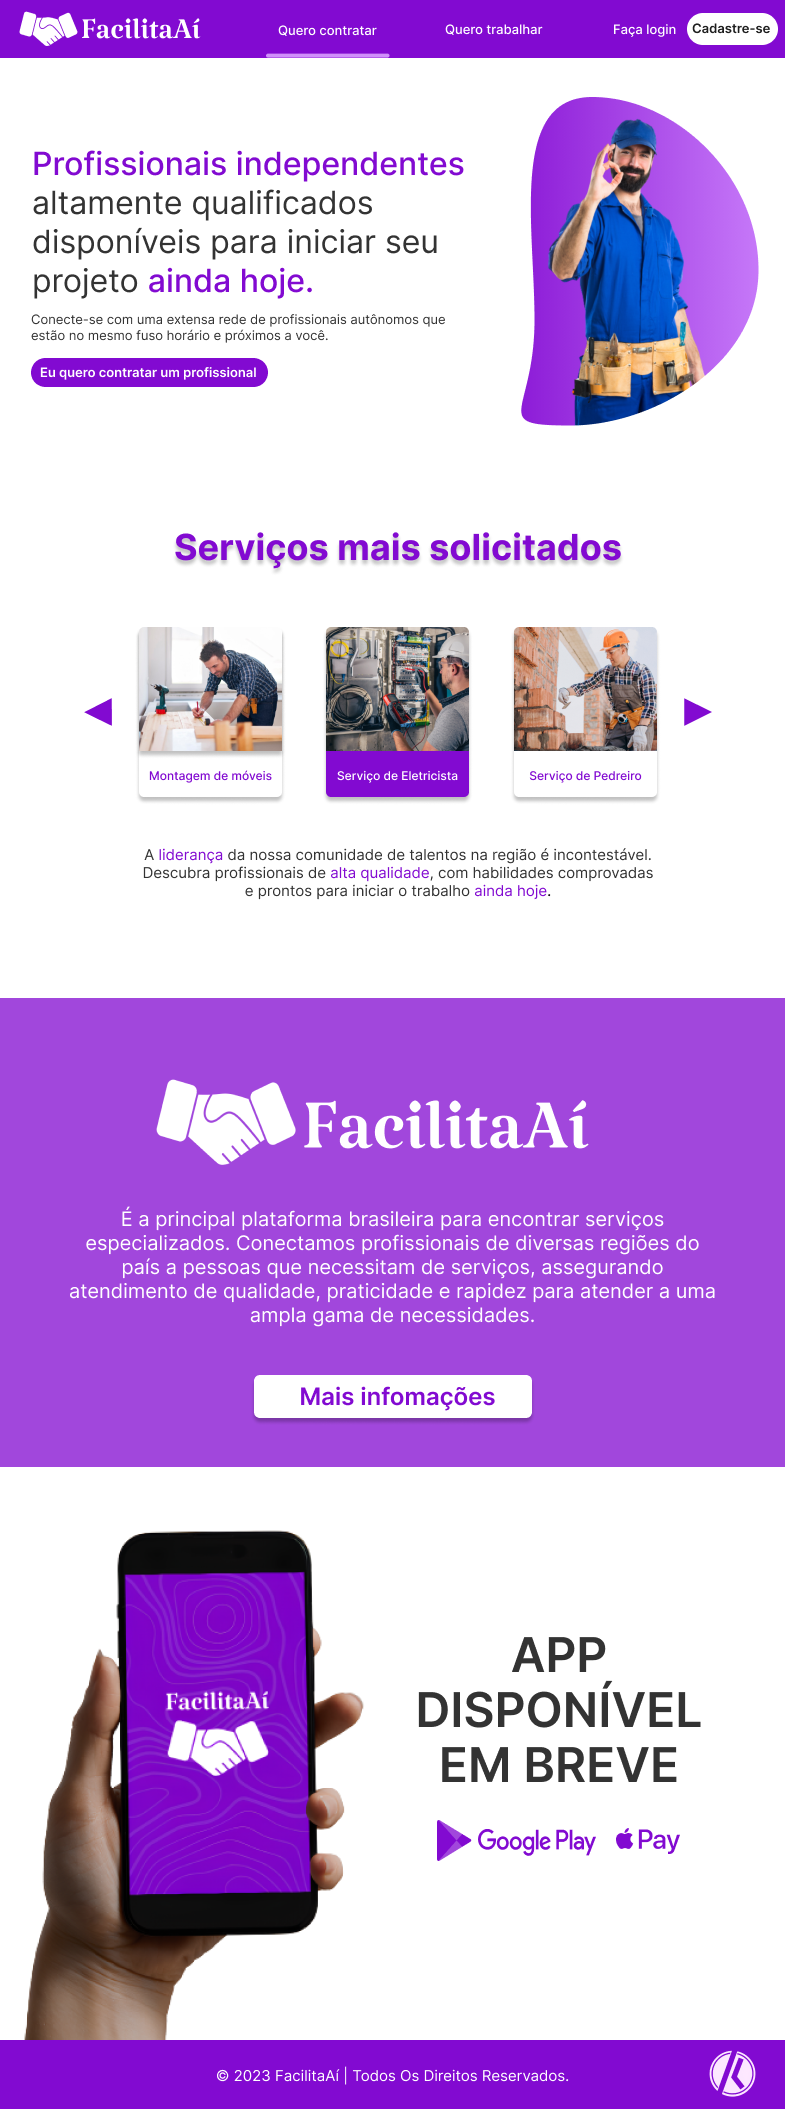 FacilitaAí
Quero contratar
Quero trabalhar
Faça login
Cadastre-se
Profissionais independentes
altamente qualificados
disponíveis para iniciar seu
projeto ainda hoje.
Conecte-se com uma extensa rede de profissionais autônomos que
estão no mesmo fuso horário e próximos a você.
Eu quero contratar um profissional
Serviços mais solicitados
Montagem de móveis
Serviço de Eletricista
Serviço de Pedreiro
A liderança da nossa comunidade de talentos na região é incontestável.
Descubra profissionais de alta qualidade, com habilidades comprovadas
e prontos para iniciar o trabalho ainda hoje.
FacilitaAí
É a principal plataforma brasileira para encontrar serviços
especializados. Conectamos profissionais de diversas regiões do
país a pessoas que necessitam de serviços, assegurando
atendimento de qualidade, praticidade e rapidez para atender a uma
ampla gama de necessidades.
Mais infomações
FacilitaAí
APP
DISPONÍVEL
EM BREVE
Google Play
Pay
© 2023 FacilitaAí | Todos Os Direitos Reservados.